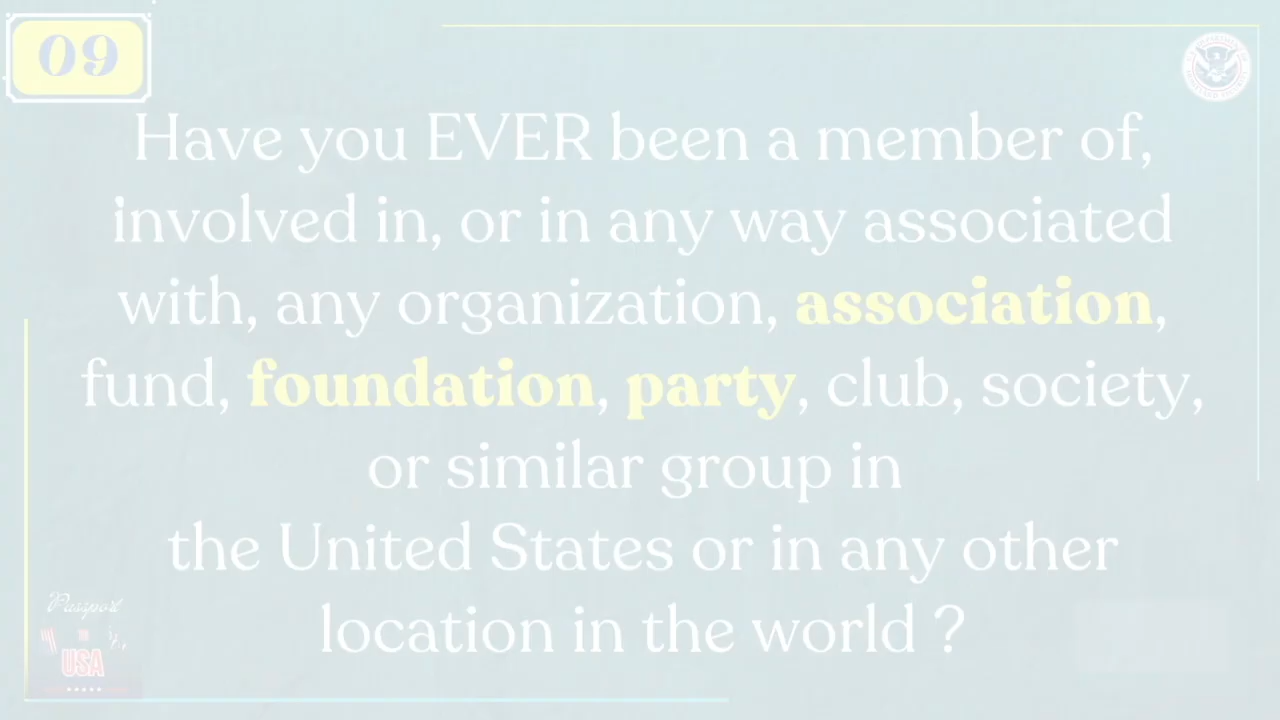 09
Have you EVER been a member of,
involved in, or in any way associated
with, any organization, association,
fund, foundation, party, club, society,
or similar group in
the United States or in any other
location in the world ?
Passport
USA